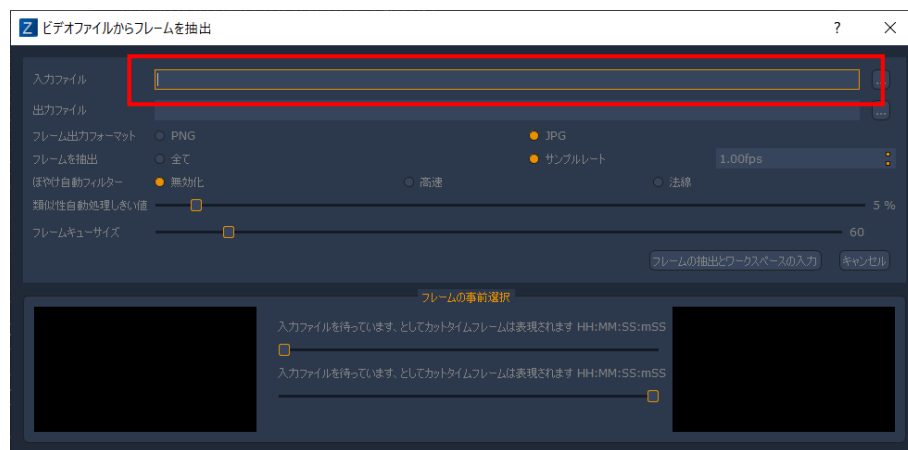 Z ビデオファイルからフレームを抽出 ? ×
入力ファイル ...
出力ファイル ...
フレーム出力フォーマット PNG JPG
フレームを抽出 全て サンプルレート 1.00fps
ぼやけ自動フィルター 無効化 高速 法線
類似性自動処理しきい値 5 %
フレームキューサイズ 60
フレームの抽出とワークスペースの入力 キャンセル
フレームの事前選択
入力ファイルを待っています、としてカットタイムフレームは表現されます HH:MM:SS:mSS
入力ファイルを待っています、としてカットタイムフレームは表現されます HH:MM:SS:mSS